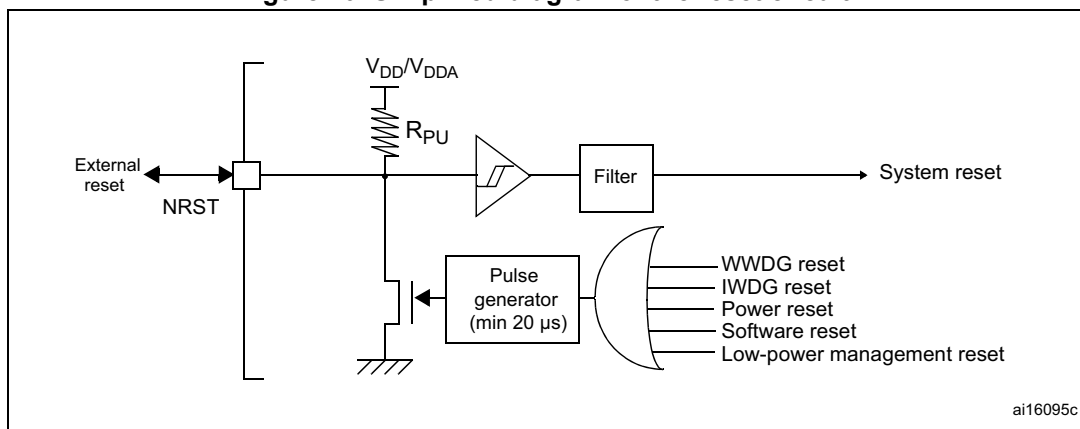 V_DD/V_DDA
R_PU
External
reset
NRST
Filter
System reset
Pulse
generator
(min 20 µs)
WWDG reset
IWDG reset
Power reset
Software reset
Low-power management reset
ai16095c